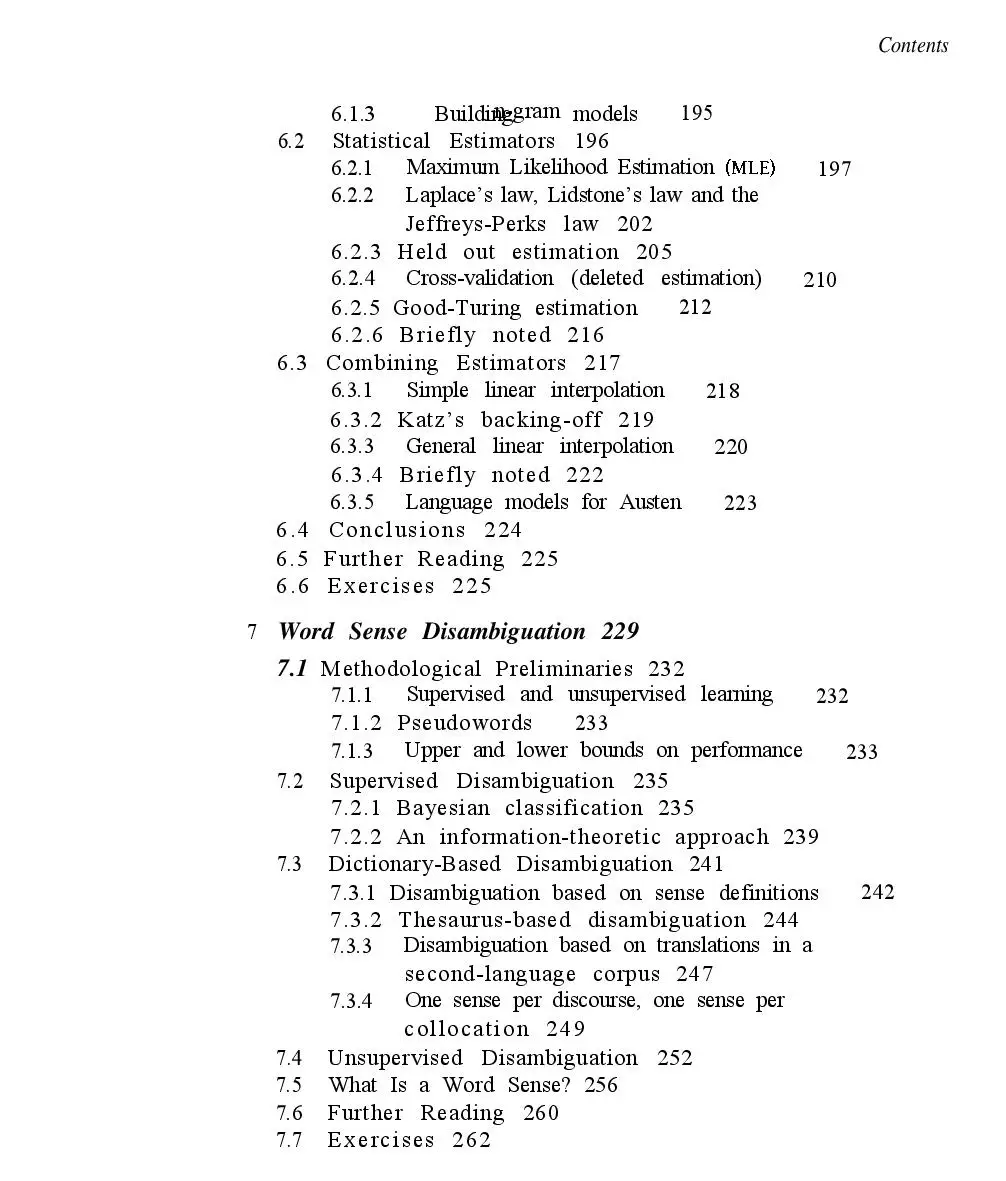 Contents
6.1.3 Building n-gram models 195
6.2 Statistical Estimators 196
6.2.1 Maximum Likelihood Estimation (MLE) 197
6.2.2 Laplace's law, Lidstone's law and the
Jeffreys-Perks law 202
6.2.3 Held out estimation 205
6.2.4 Cross-validation (deleted estimation) 210
6.2.5 Good-Turing estimation 212
6.2.6 Briefly noted 216
6.3 Combining Estimators 217
6.3.1 Simple linear interpolation 218
6.3.2 Katz's backing-off 219
6.3.3 General linear interpolation 220
6.3.4 Briefly noted 222
6.3.5 Language models for Austen 223
6.4 Conclusions 224
6.5 Further Reading 225
6.6 Exercises 225
7 Word Sense Disambiguation 229
7.1 Methodological Preliminaries 232
7.1.1 Supervised and unsupervised learning 232
7.1.2 Pseudowords 233
7.1.3 Upper and lower bounds on performance 233
7.2 Supervised Disambiguation 235
7.2.1 Bayesian classification 235
7.2.2 An information-theoretic approach 239
7.3 Dictionary-Based Disambiguation 241
7.3.1 Disambiguation based on sense definitions 242
7.3.2 Thesaurus-based disambiguation 244
7.3.3 Disambiguation based on translations in a
second-language corpus 247
7.3.4 One sense per discourse, one sense per
collocation 249
7.4 Unsupervised Disambiguation 252
7.5 What Is a Word Sense? 256
7.6 Further Reading 260
7.7 Exercises 262